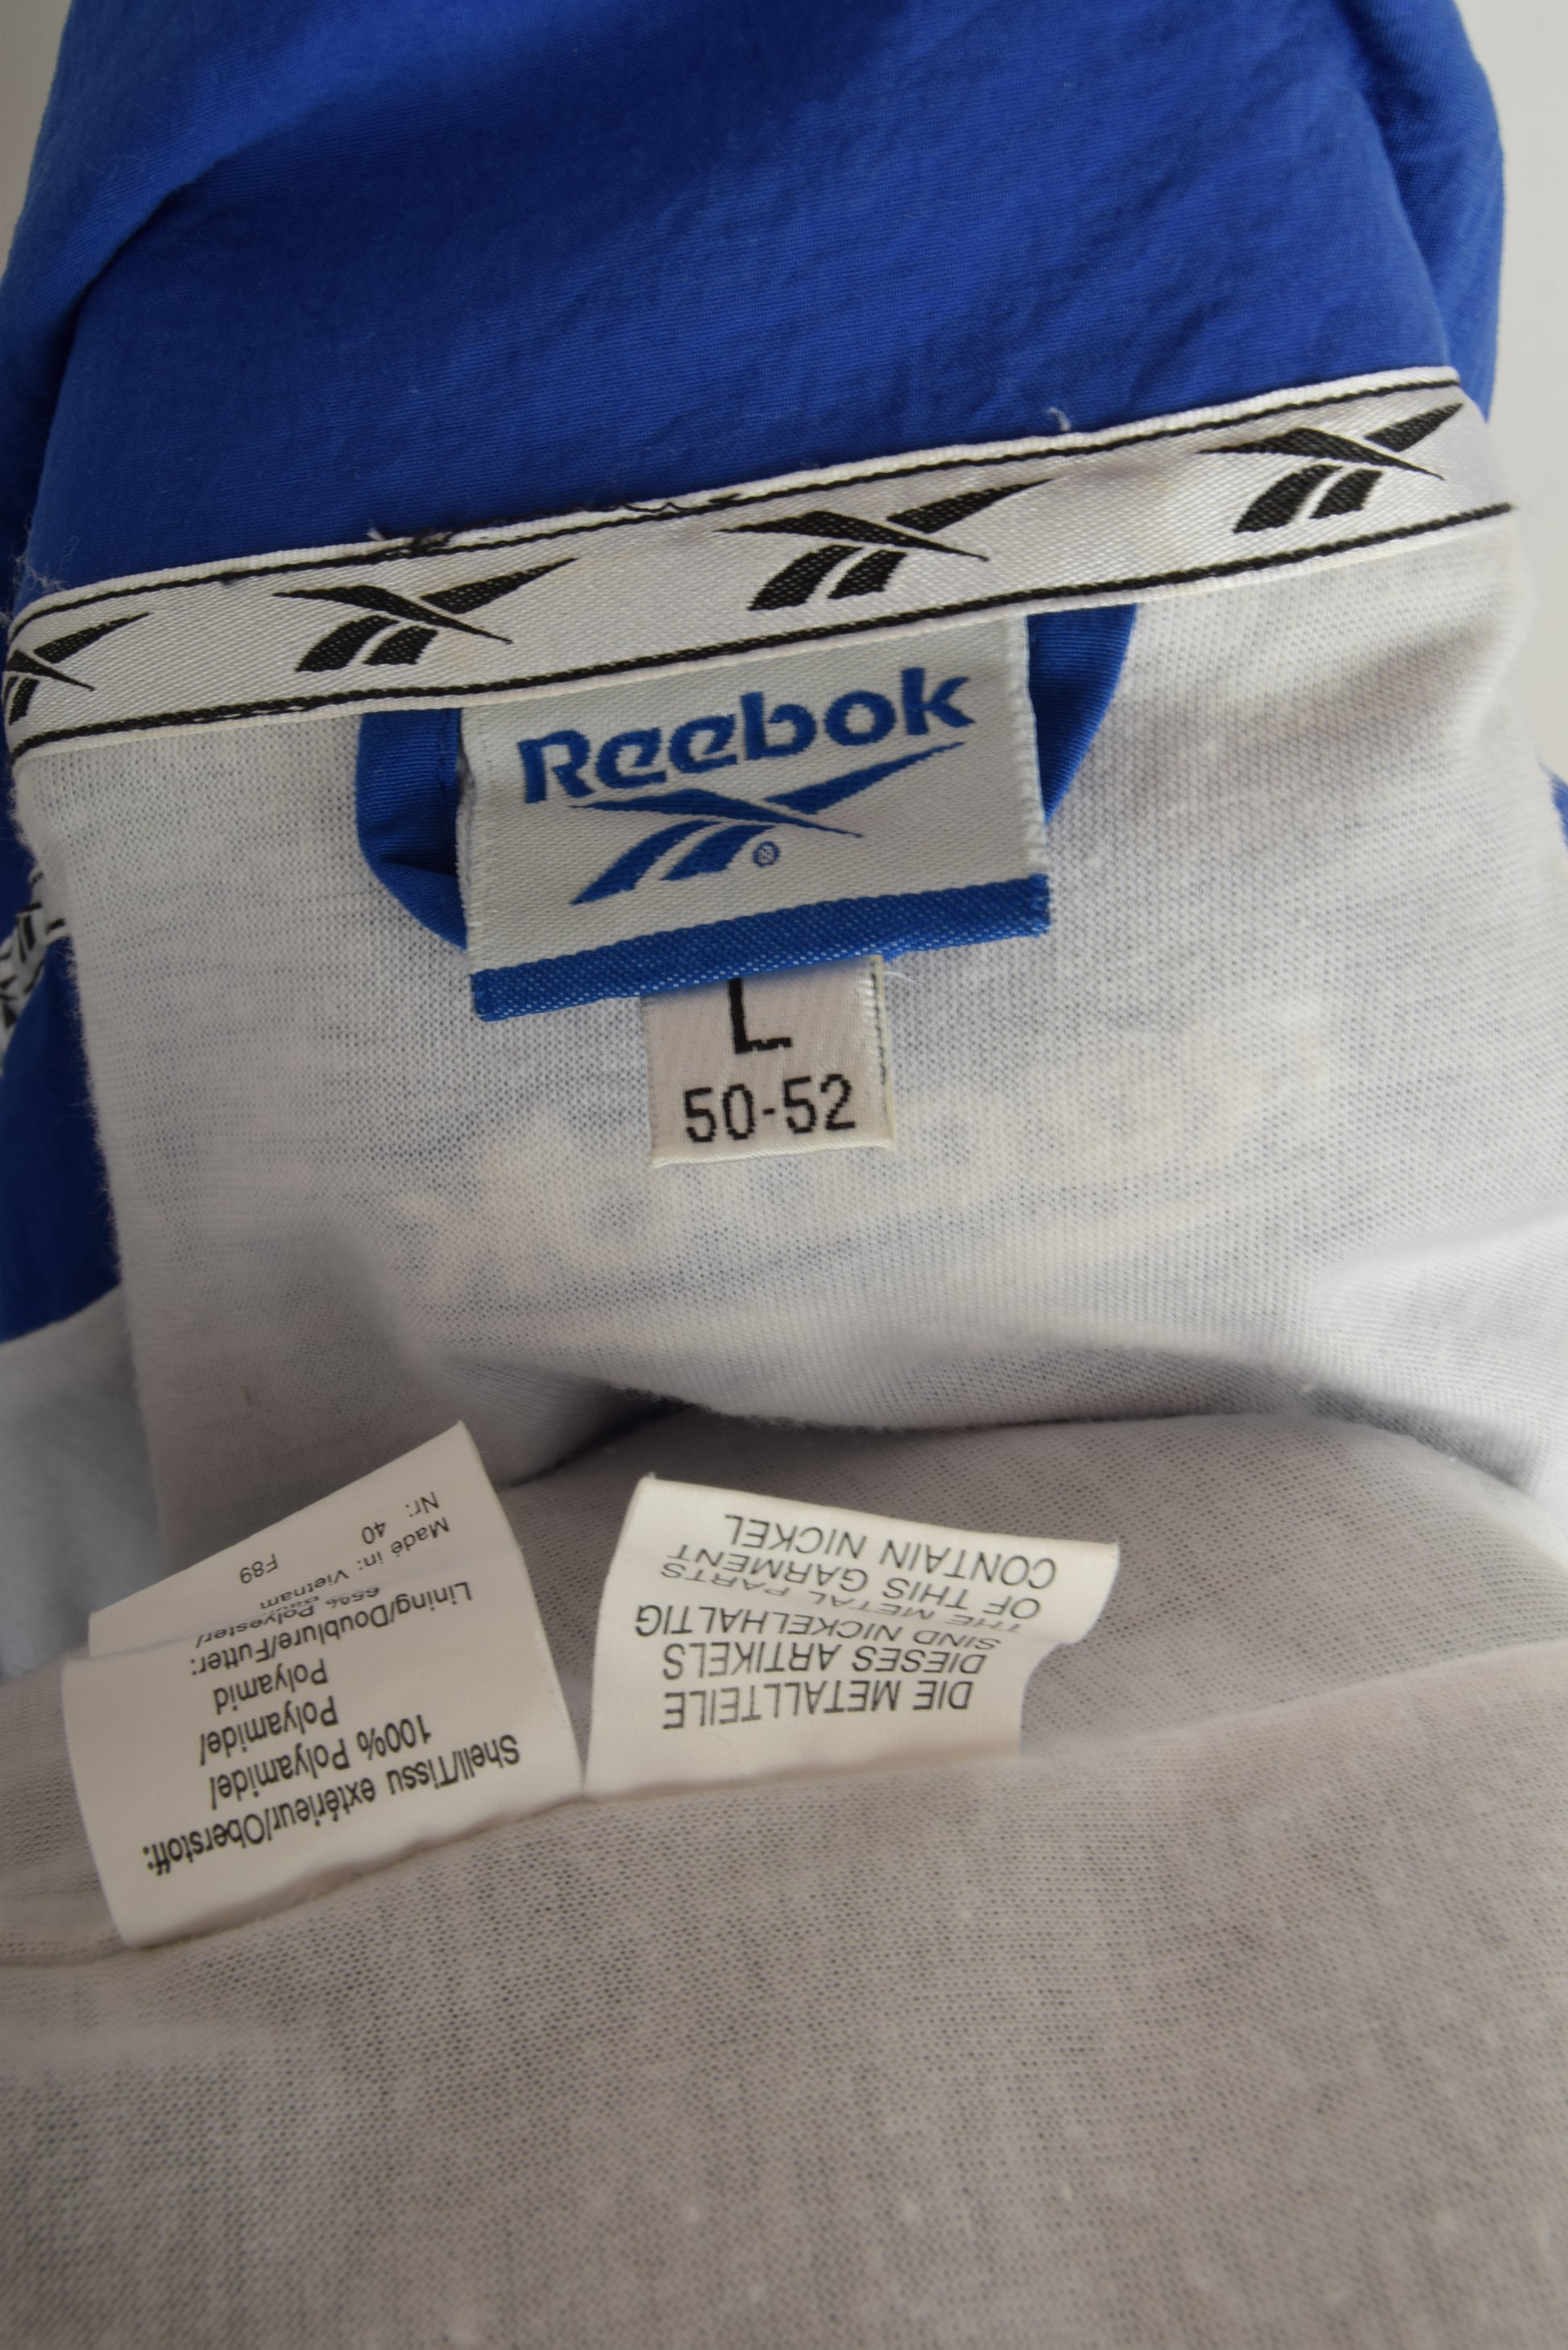 Reebok
®
L
50-52
Shell/Tissu extérieur/Oberstoff:
100% Polyamide/
Polyamide/
Polyamid
Lining/Doublure/Futter:
65% Polyester/
Made in: Vietnam
Nr: 40 F89
DIE METALLTEILE
DIESES ARTIKELS
SIND NICKELHALTIG
THE METAL PARTS
OF THIS GARMENT
CONTAIN NICKEL